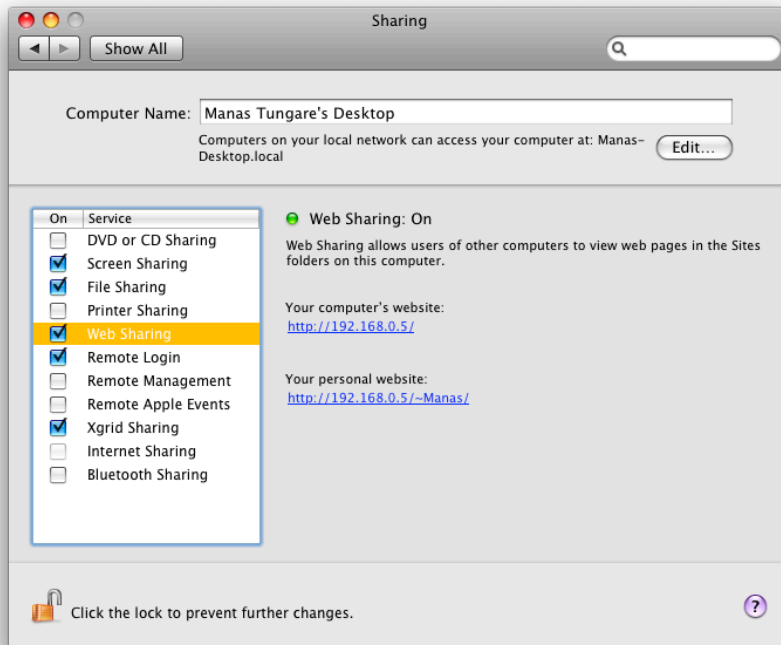 Sharing
Show All
Computer Name: Manas Tungare's Desktop
Computers on your local network can access your computer at: Manas-
Desktop.local
Edit...
On Service
DVD or CD Sharing
Screen Sharing
File Sharing
Printer Sharing
Web Sharing
Remote Login
Remote Management
Remote Apple Events
Xgrid Sharing
Internet Sharing
Bluetooth Sharing
Web Sharing: On
Web Sharing allows users of other computers to view web pages in the Sites
folders on this computer.
Your computer's website:
http://192.168.0.5/
Your personal website:
http://192.168.0.5/~Manas/
Click the lock to prevent further changes.
?